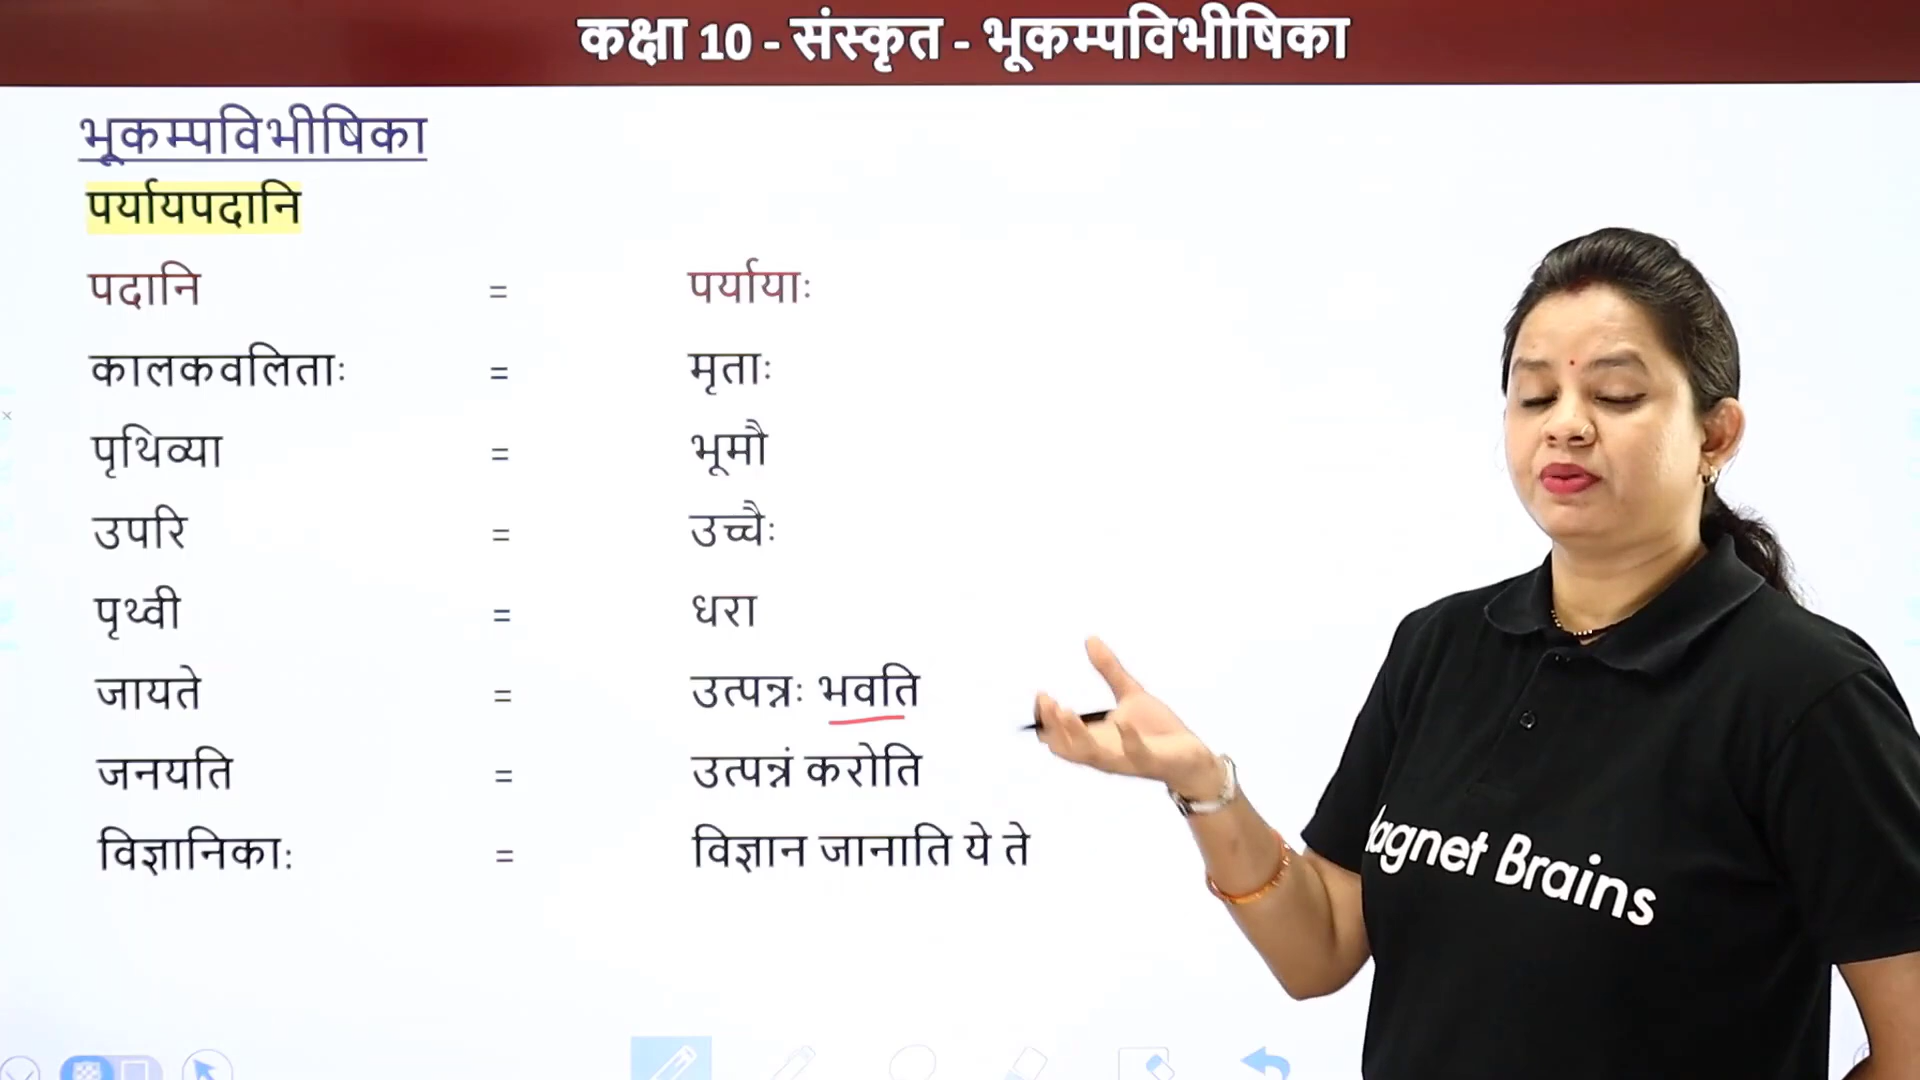 कक्षा 10 - संस्कृत - भूकम्पविभीषिका
भूकम्पविभीषिका
पर्यायपदानि
पदानि = पर्यायाः
कालकवलिताः = मृताः
पृथिव्या = भूमौ
उपरि = उच्चैः
पृथ्वी = धरा
जायते = उत्पन्नः भवति
जनयति = उत्पन्नं करोति
विज्ञानिकाः = विज्ञान जानाति ये ते
agnet Brains